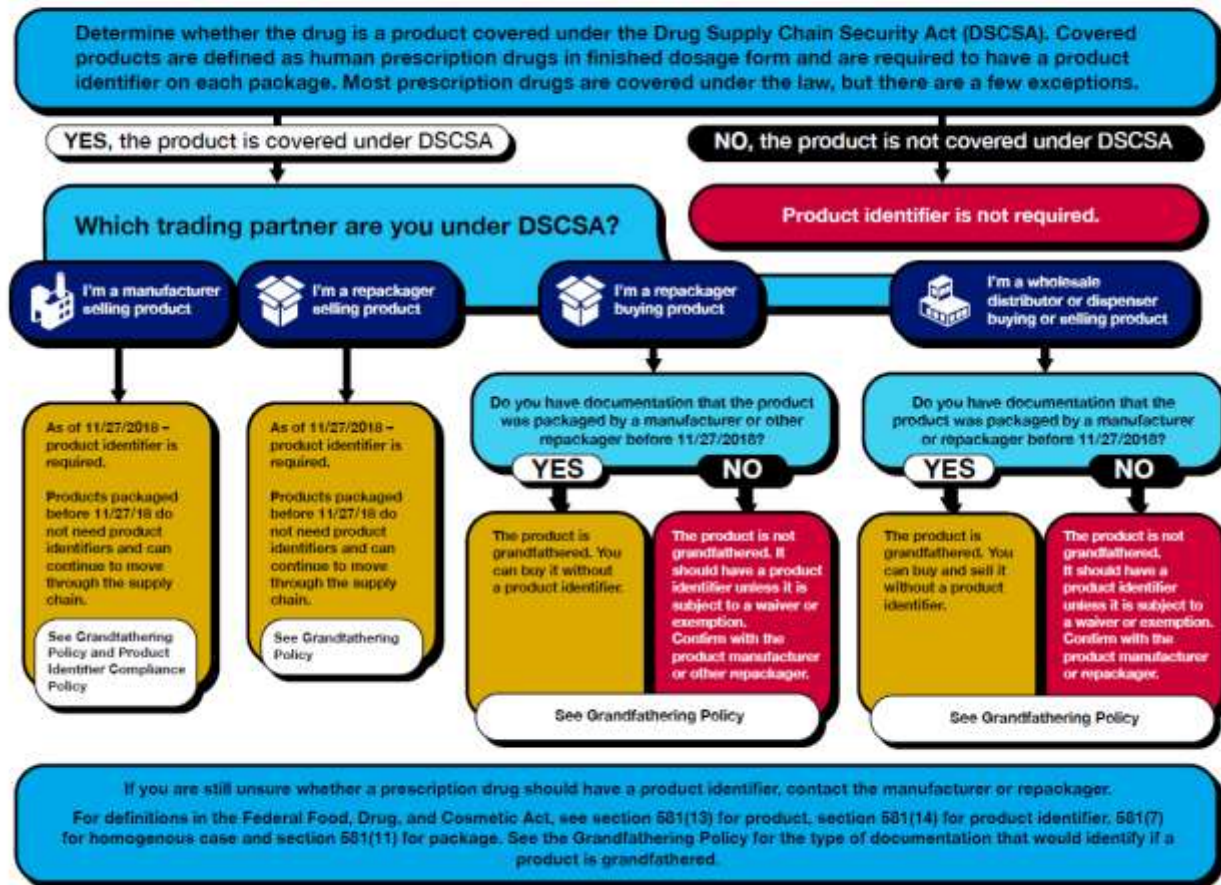 Determine whether the drug is a product covered under the Drug Supply Chain Security Act (DSCSA). Covered
products are defined as human prescription drugs in finished dosage form and are required to have a product
identifier on each package. Most prescription drugs are covered under the law, but there are a few exceptions.
YES, the product is covered under DSCSA
NO, the product is not covered under DSCSA
Which trading partner are you under DSCSA?
Product identifier is not required.
I'm a manufacturer
selling product
I'm a repackager
selling product
I'm a repackager
buying product
I'm a wholesale
distributor or dispenser
buying or selling product
As of 11/27/2018 –
product identifier is
required.
Products packaged
before 11/27/18 do
not need product
identifiers and can
continue to move
through the supply
chain.
See Grandfathering
Policy and Product
Identifier Compliance
Policy
As of 11/27/2018 –
product identifier is
required.
Products packaged
before 11/27/18 do
not need product
identifiers and can
continue to move
through the supply
chain.
See Grandfathering
Policy
Do you have documentation that the product
was packaged by a manufacturer or other
repackager before 11/27/2018?
YES
NO
The product is
grandfathered. You
can buy it without
a product identifier.
The product is not
grandfathered. It
should have a product
identifier unless it is
subject to a waiver or
exemption.
Confirm with the
product manufacturer
or other repackager.
See Grandfathering Policy
Do you have documentation that the
product was packaged by a manufacturer
or repackager before 11/27/2018?
YES
NO
The product is
grandfathered. You
can buy and sell it
without a product
identifier.
The product is not
grandfathered.
It should have a
product identifier
unless it is subject to
a waiver or exemption.
Confirm with the
product manufacturer
or repackager.
See Grandfathering Policy
If you are still unsure whether a prescription drug should have a product identifier, contact the manufacturer or repackager.
For definitions in the Federal Food, Drug, and Cosmetic Act, see section 581(13) for product, section 581(14) for product identifier, 581(7)
for homogenous case and section 581(11) for package. See the Grandfathering Policy for the type of documentation that would identify if a
product is grandfathered.